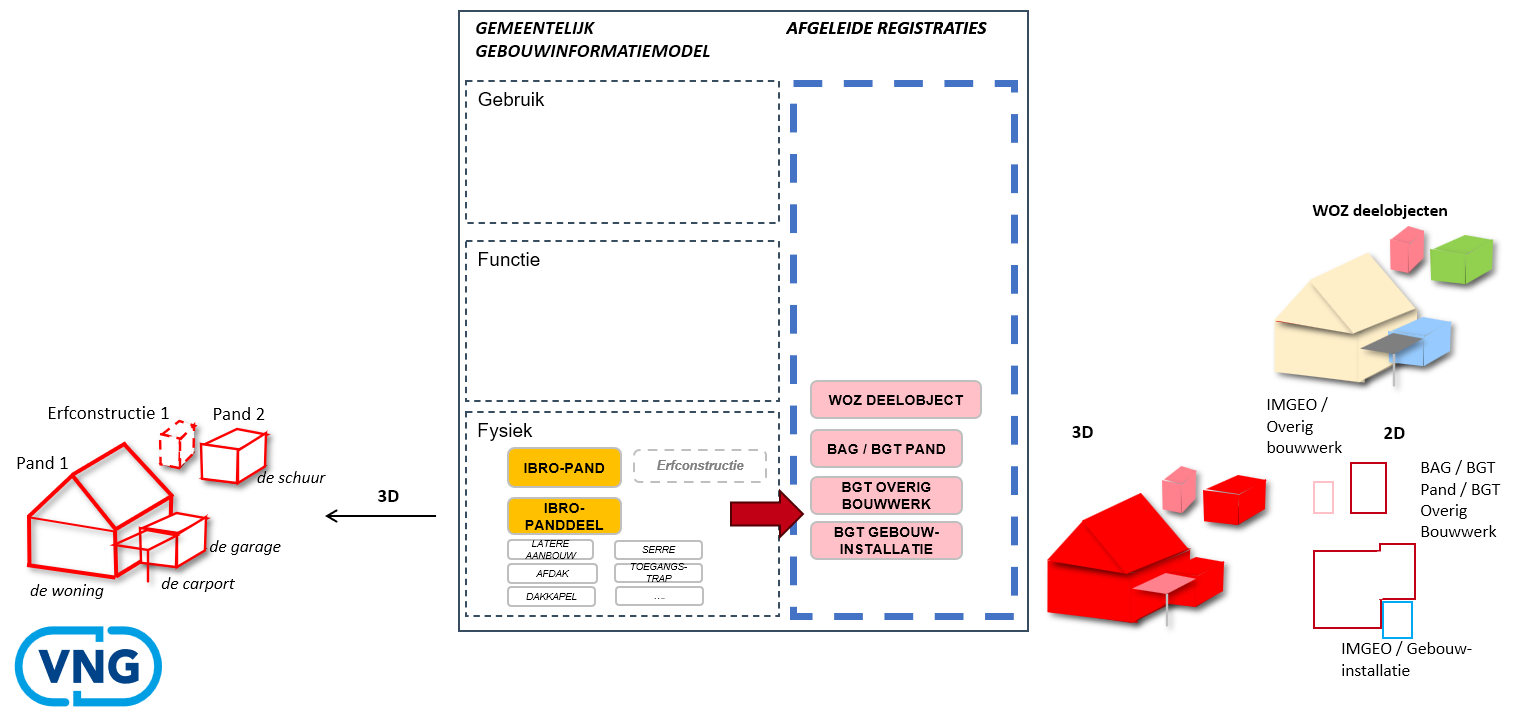 GEMEENTELIJK
GEBOUWINFORMATIEMODEL
AFGELEIDE REGISTRATIES
Gebruik
Functie
Fysiek
IBRO-PAND
Erfconstructie
IBRO-
PANDDEEL
LATERE
AANBOUW
SERRE
AFDAK
TOEGANGS-
TRAP
DAKKAPEL
....
WOZ DEELOBJECT
BAG / BGT PAND
BGT OVERIG
BOUWWERK
BGT GEBOUW-
INSTALLATIE
Erfconstructie 1
Pand 2
Pand 1
de schuur
de garage
de carport
de woning
3D
VNG
3D
WOZ deelobjecten
IMGEO /
Overig
bouwwerk
2D
BAG / BGT
Pand / BGT
Overig
Bouwwerk
IMGEO / Gebouw-
installatie